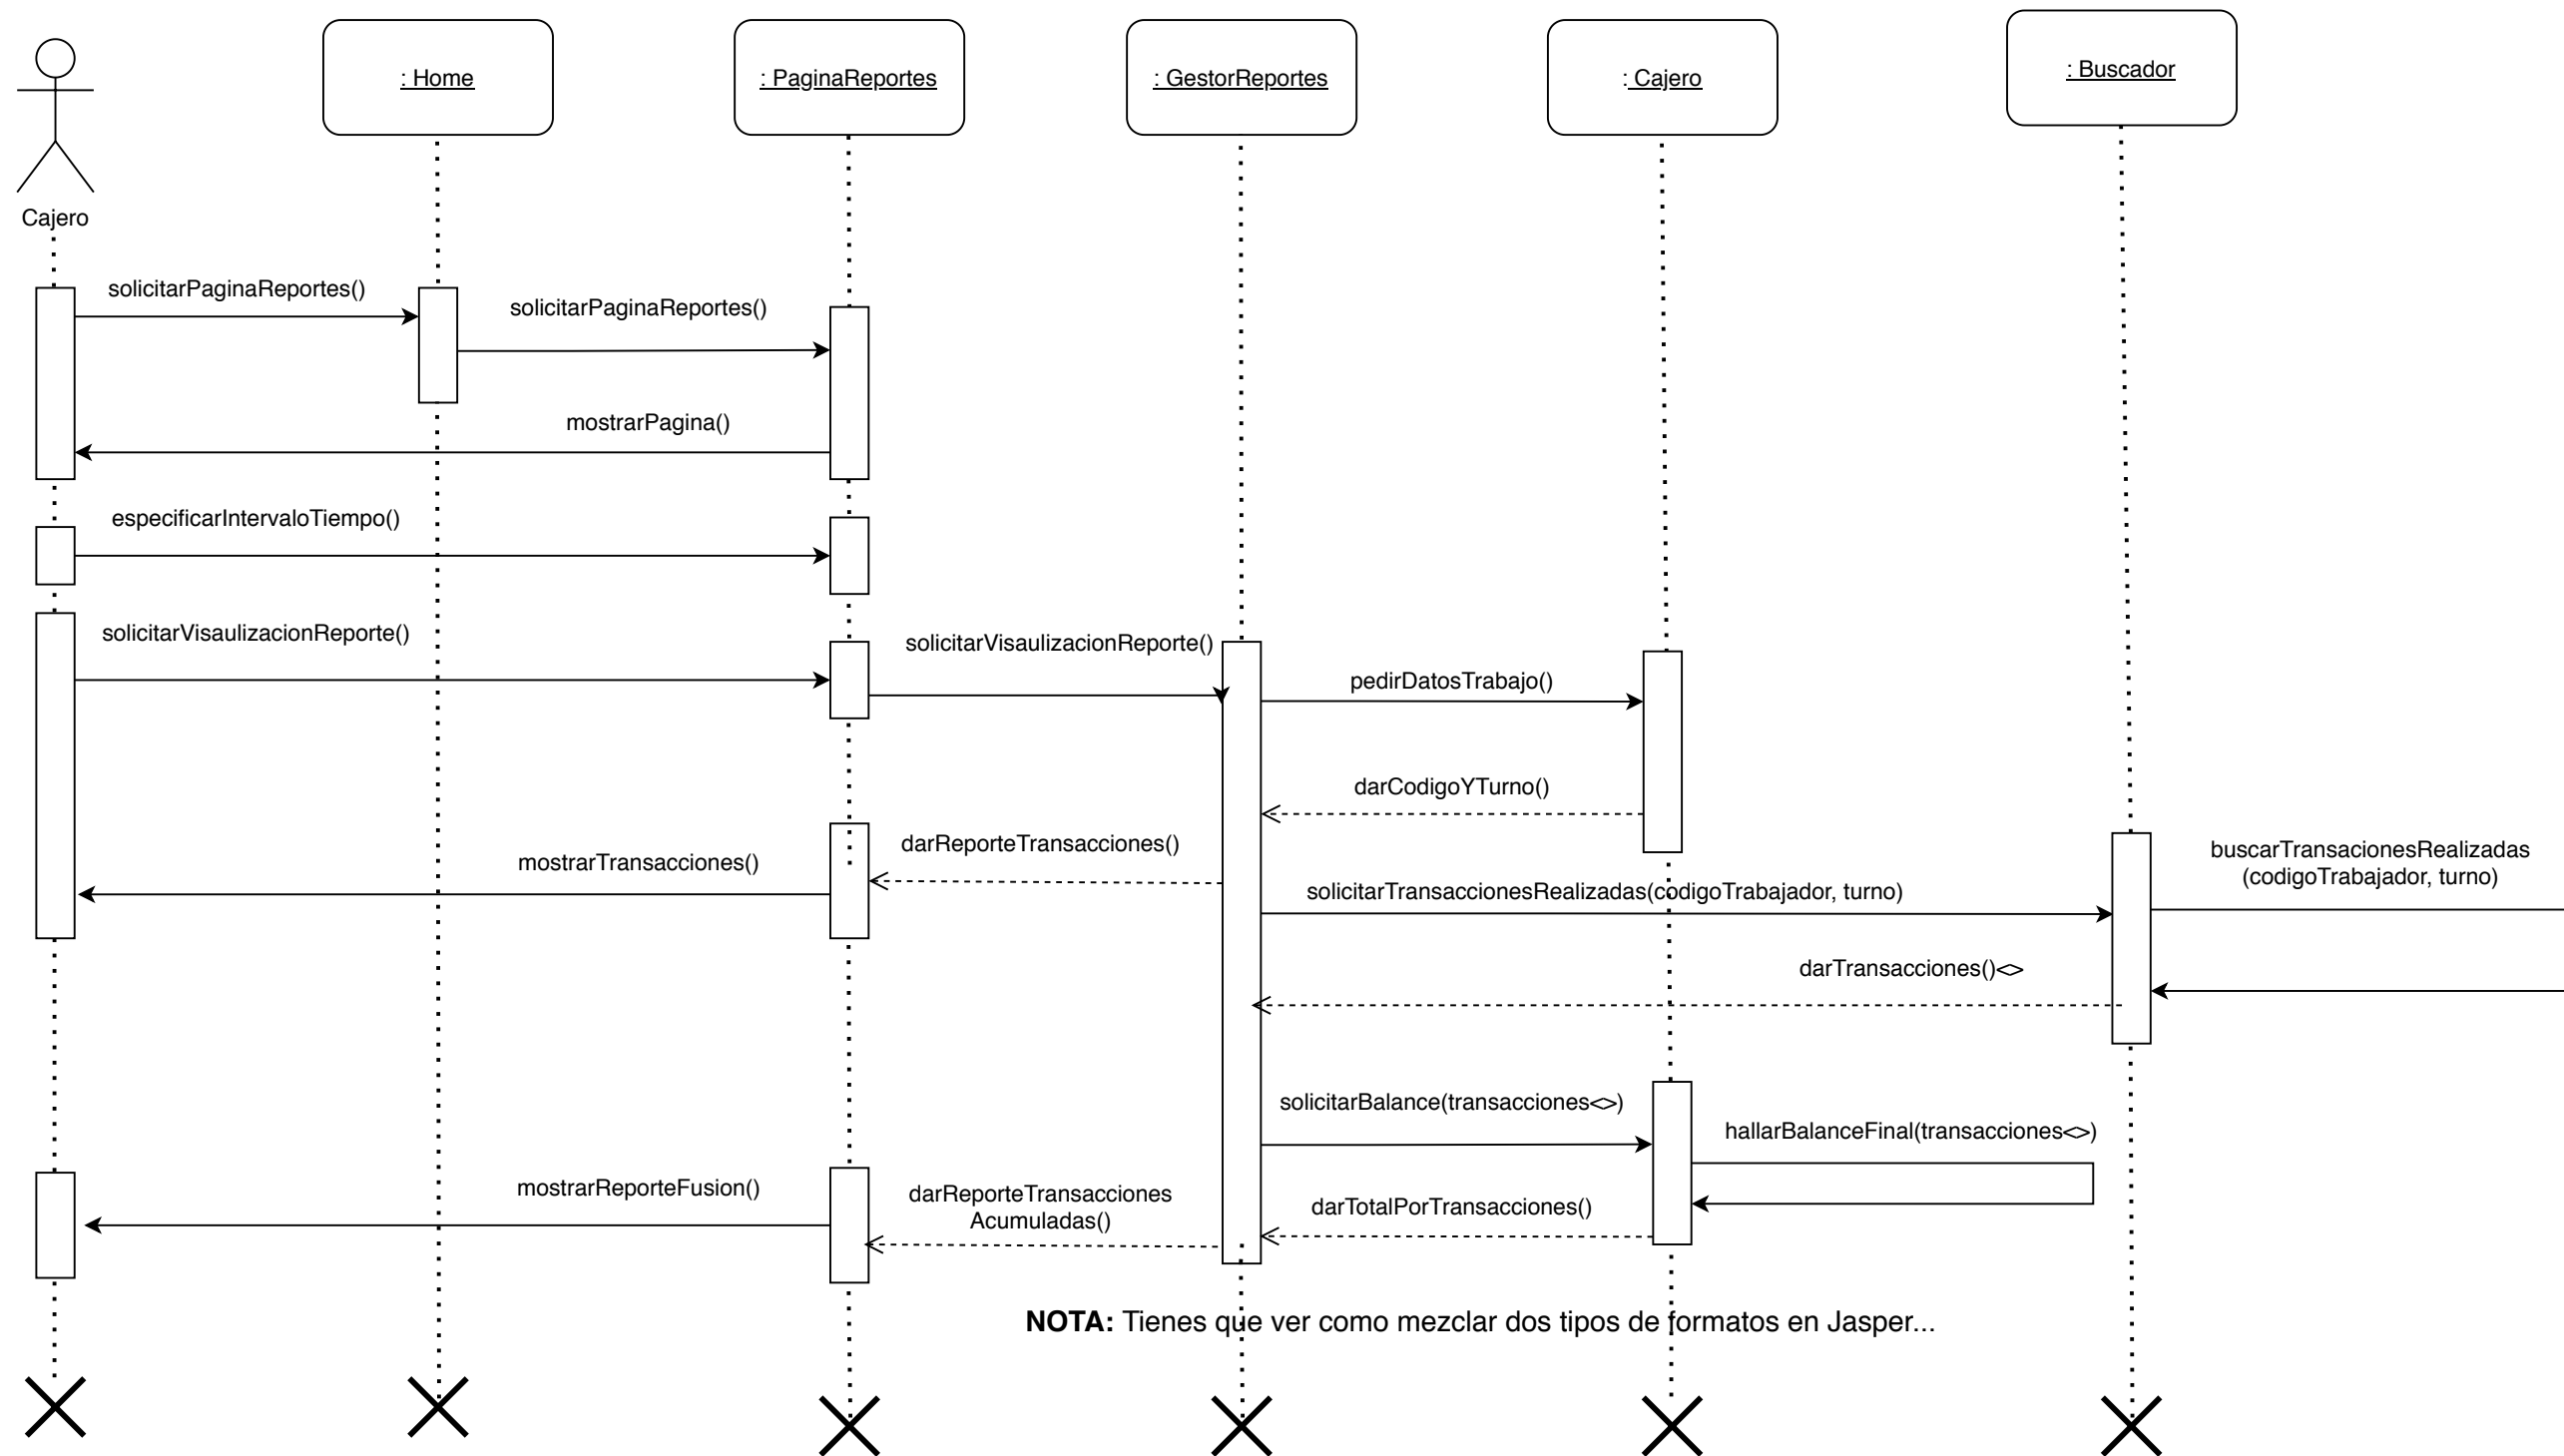 : Home
: PaginaReportes
: GestorReportes
: Cajero
: Buscador
Cajero
solicitarPaginaReportes()
solicitarPaginaReportes()
mostrarPagina()
especificarIntervaloTiempo()
solicitarVisaulizacionReporte()
solicitarVisaulizacionReporte()
pedirDatosTrabajo()
darCodigoYTurno()
darReporteTransacciones()
mostrarTransacciones()
buscarTransacionesRealizadas
(codigoTrabajador, turno)
solicitarTransaccionesRealizadas(codigoTrabajador, turno)
darTransacciones()<>
solicitarBalance(transacciones<>)
hallarBalanceFinal(transacciones<>)
mostrarReporteFusion()
darReporteTransacciones
Acumuladas()
darTotalPorTransacciones()
NOTA: Tienes que ver como mezclar dos tipos de formatos en Jasper...